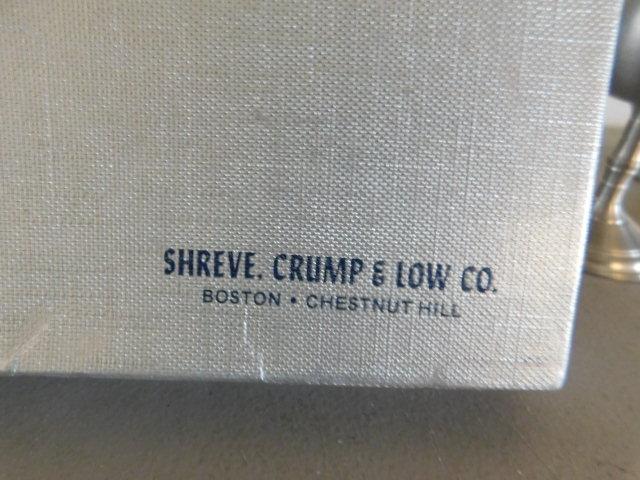 SHREVE. CRUMP & LOW CO.
BOSTON • CHESTNUT HILL